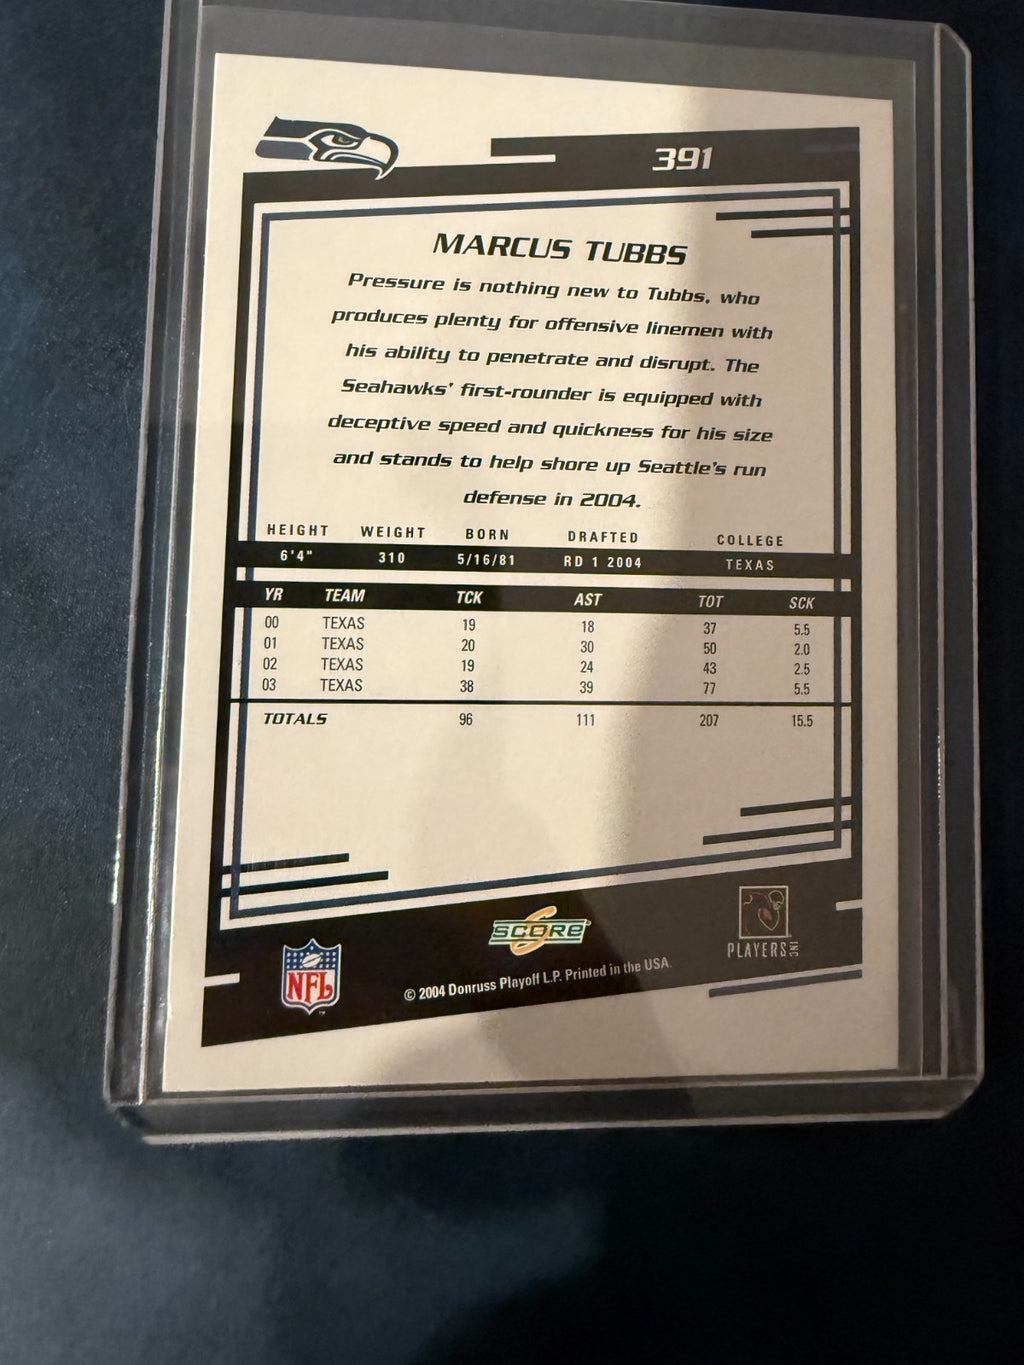 391
MARCUS TUBBS
Pressure is nothing new to Tubbs, who
produces plenty for offensive linemen with
his ability to penetrate and disrupt. The
Seahawks' first-rounder is equipped with
deceptive speed and quickness for his size
and stands to help shore up Seattle's run
defense in 2004.
HEIGHT WEIGHT BORN DRAFTED COLLEGE
6'4" 310 5/16/81 RD 1 2004 TEXAS
YR TEAM TCK AST TOT SCK
00 TEXAS 19 18 37 5.5
01 TEXAS 20 30 50 2.0
02 TEXAS 19 24 43 2.5
03 TEXAS 38 39 77 5.5
TOTALS 96 111 207 15.5
SCORE
NFL
TM
PLAYERS INC
© 2004 Donruss Playoff L.P. Printed in the USA.